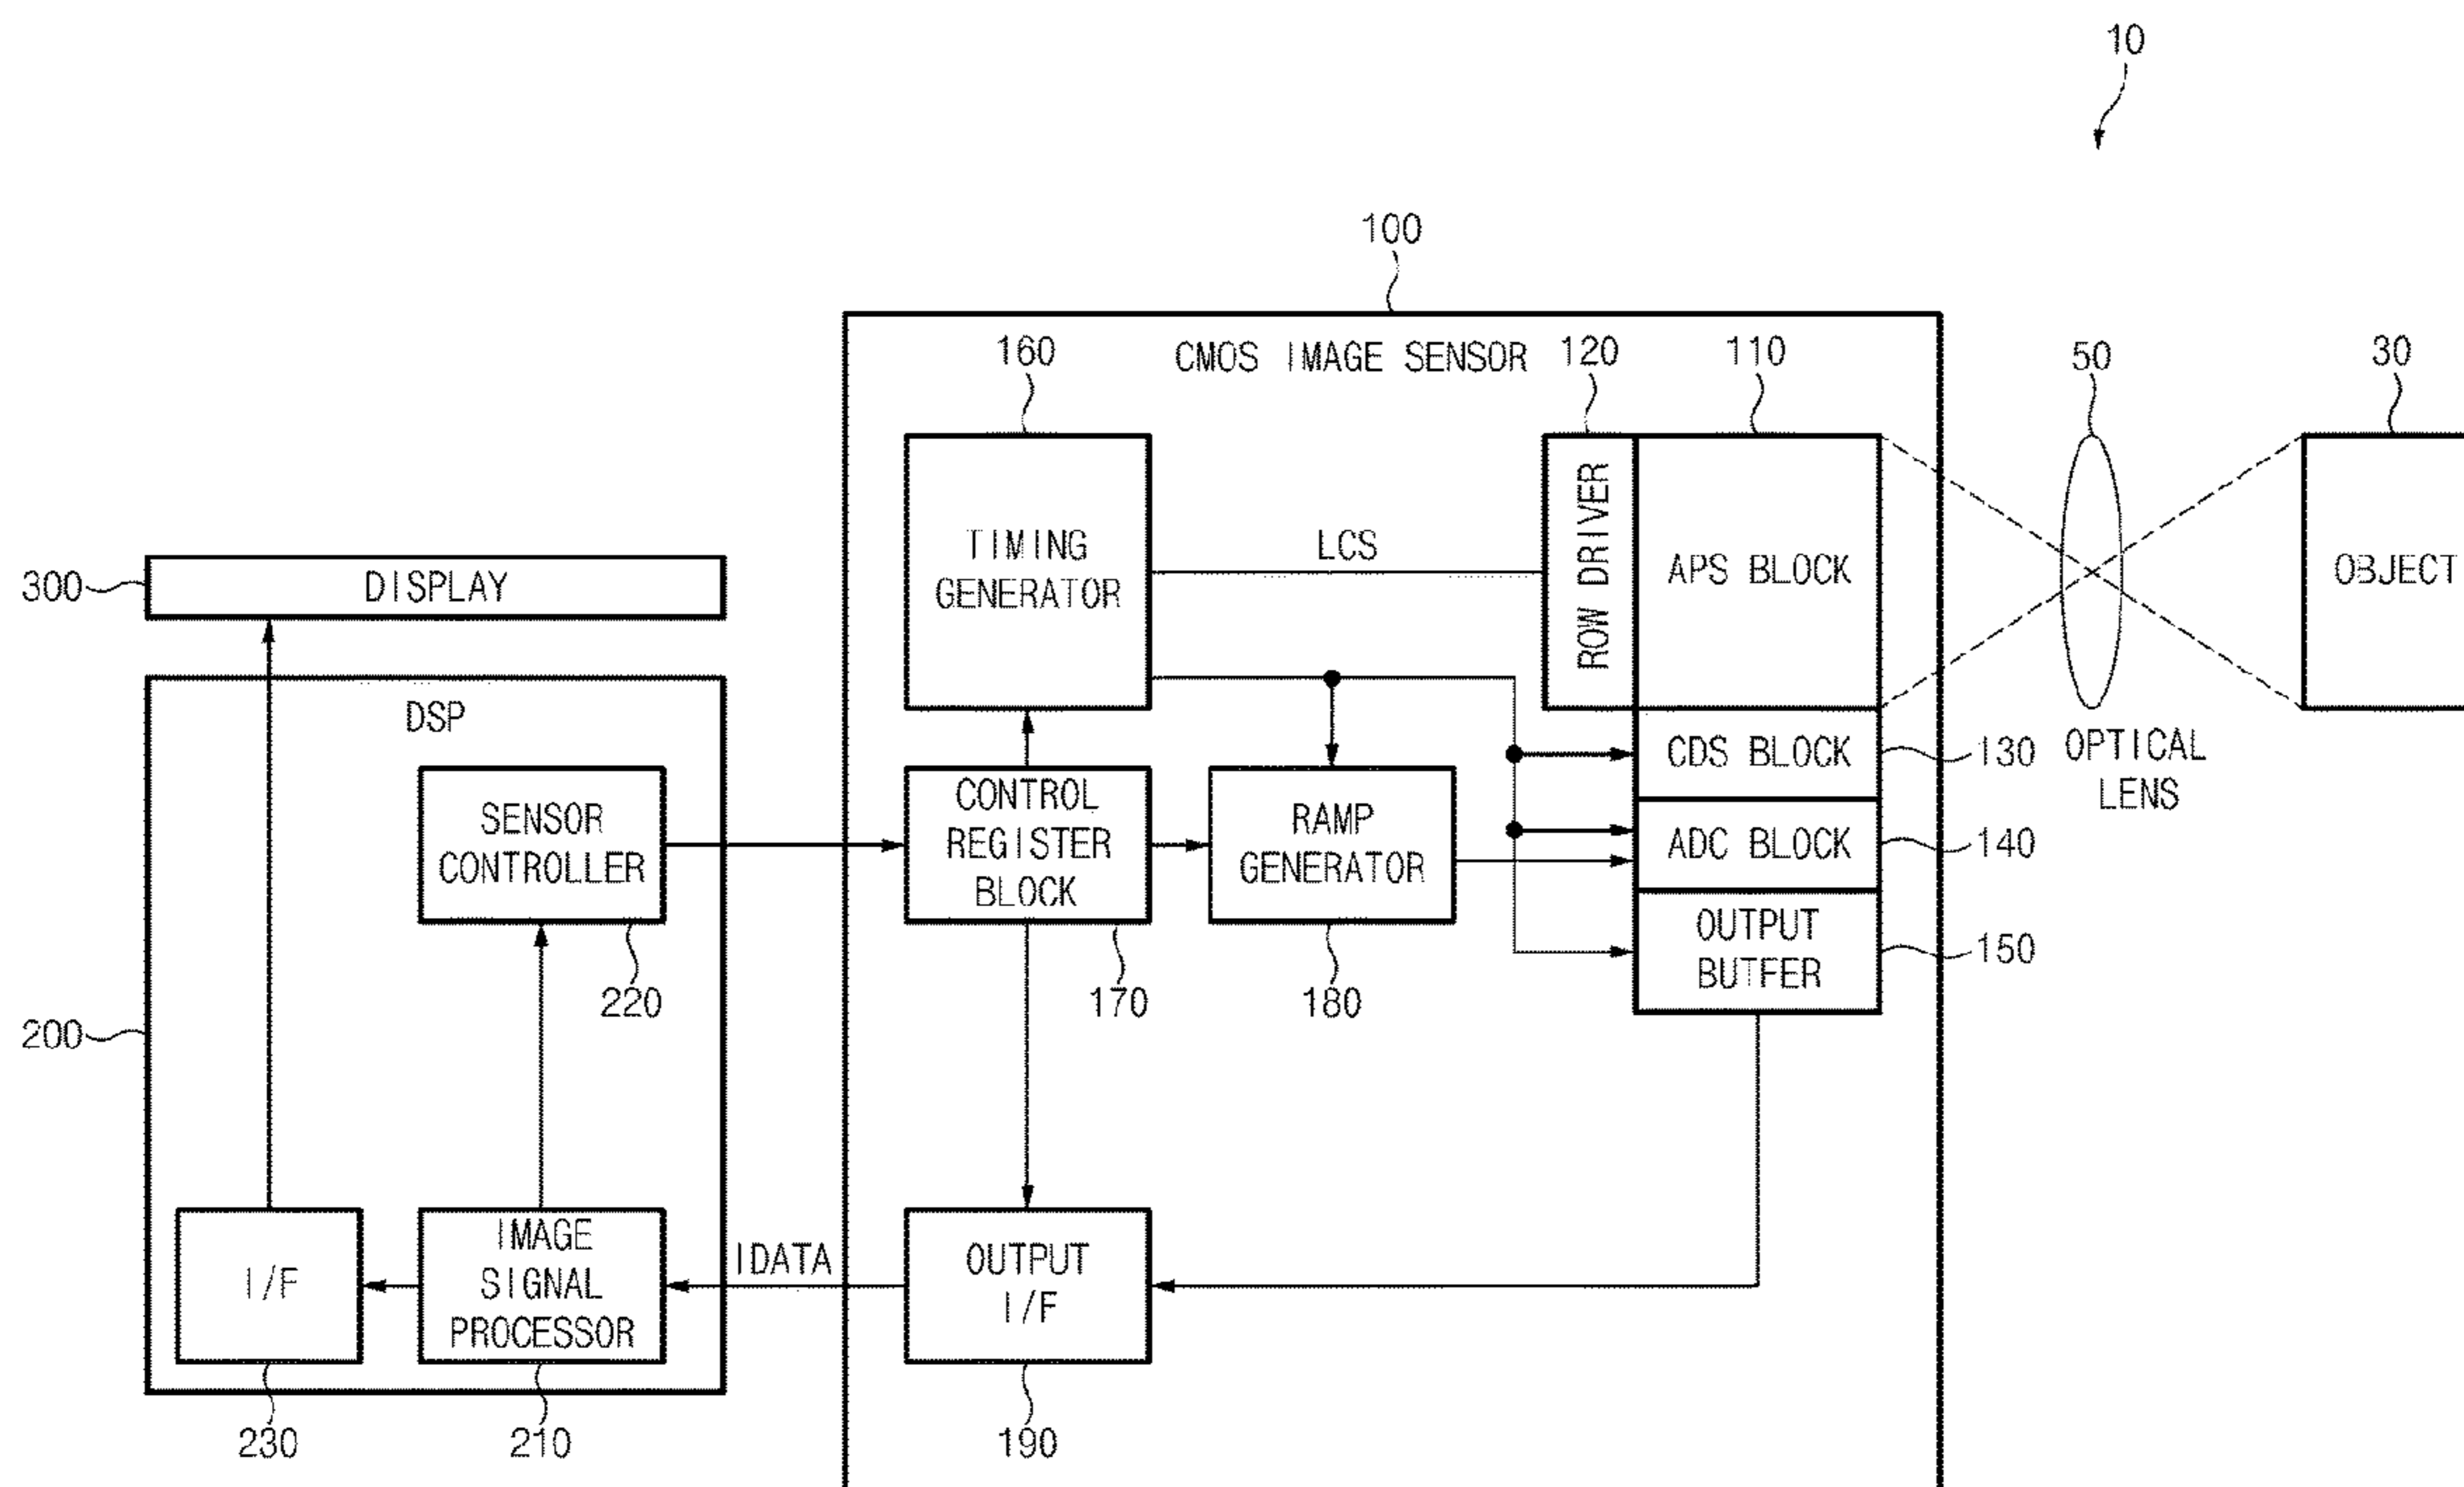 10
100
160
CMOS IMAGE SENSOR
120
110
50
30
TIMING
GENERATOR
LCS
ROW DRIVER
APS BLOCK
OBJECT
300
DISPLAY
DSP
CDS BLOCK
130
OPTICAL
LENS
SENSOR
CONTROLLER
CONTROL
REGISTER
BLOCK
RAMP
GENERATOR
ADC BLOCK
140
OUTPUT
BUTFER
150
220
170
180
200
I/F
IMAGE
SIGNAL
PROCESSOR
IDATA
OUTPUT
I/F
230
210
190